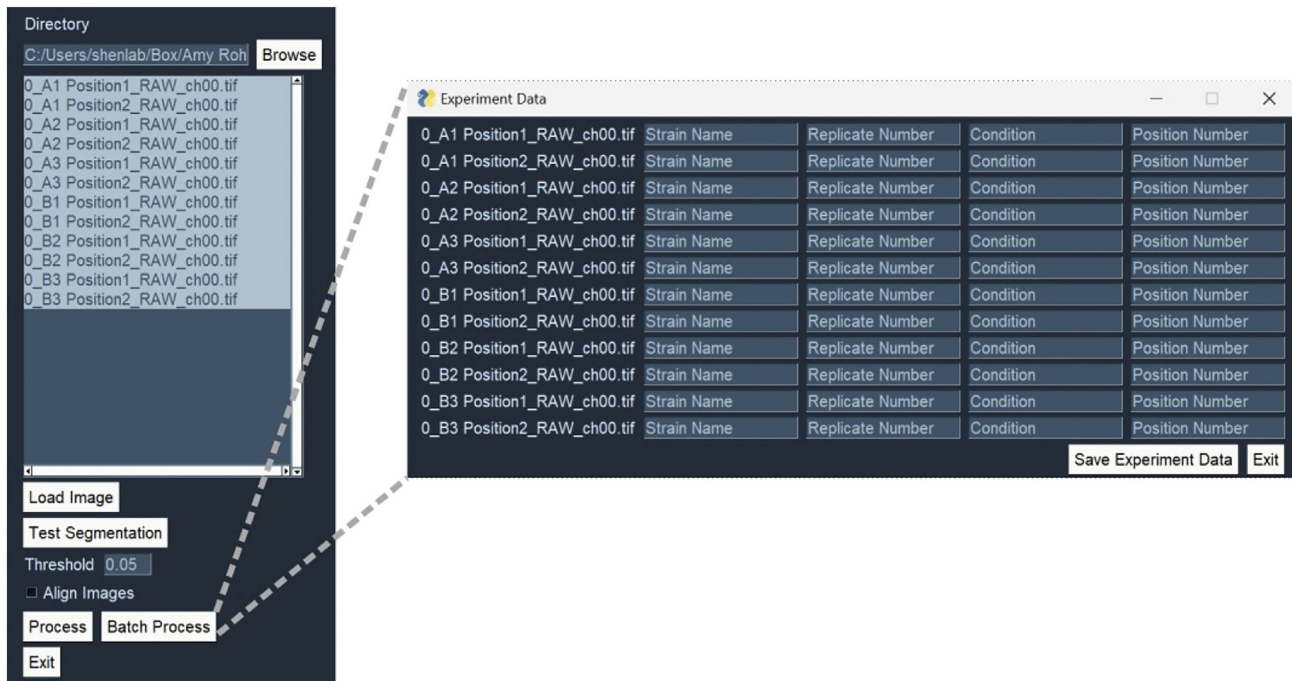 Directory
C:/Users/shenlab/Box/Amy Roh Browse
0_A1 Position1_RAW_ch00.tif
0_A1 Position2_RAW_ch00.tif
0_A2 Position1_RAW_ch00.tif
0_A2 Position2_RAW_ch00.tif
0_A3 Position1_RAW_ch00.tif
0_A3 Position2_RAW_ch00.tif
0_B1 Position1_RAW_ch00.tif
0_B1 Position2_RAW_ch00.tif
0_B2 Position1_RAW_ch00.tif
0_B2 Position2_RAW_ch00.tif
0_B3 Position1_RAW_ch00.tif
0_B3 Position2_RAW_ch00.tif
Load Image
Test Segmentation
Threshold 0.05
Align Images
Process Batch Process
Exit
Experiment Data
0_A1 Position1_RAW_ch00.tif Strain Name Replicate Number Condition Position Number
0_A1 Position2_RAW_ch00.tif Strain Name Replicate Number Condition Position Number
0_A2 Position1_RAW_ch00.tif Strain Name Replicate Number Condition Position Number
0_A2 Position2_RAW_ch00.tif Strain Name Replicate Number Condition Position Number
0_A3 Position1_RAW_ch00.tif Strain Name Replicate Number Condition Position Number
0_A3 Position2_RAW_ch00.tif Strain Name Replicate Number Condition Position Number
0_B1 Position1_RAW_ch00.tif Strain Name Replicate Number Condition Position Number
0_B1 Position2_RAW_ch00.tif Strain Name Replicate Number Condition Position Number
0_B2 Position1_RAW_ch00.tif Strain Name Replicate Number Condition Position Number
0_B2 Position2_RAW_ch00.tif Strain Name Replicate Number Condition Position Number
0_B3 Position1_RAW_ch00.tif Strain Name Replicate Number Condition Position Number
0_B3 Position2_RAW_ch00.tif Strain Name Replicate Number Condition Position Number
Save Experiment Data Exit